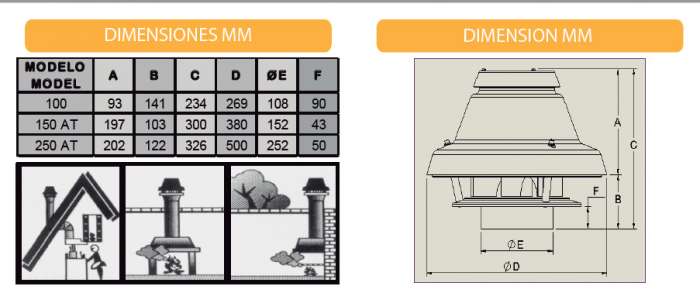 DIMENSIONES MM
DIMENSION MM
MODELO MODEL A B C D ØE F
100 93 141 234 269 108 90
150 AT 197 103 300 380 152 43
250 AT 202 122 326 500 252 50
A
C
F
B
ØE
ØD